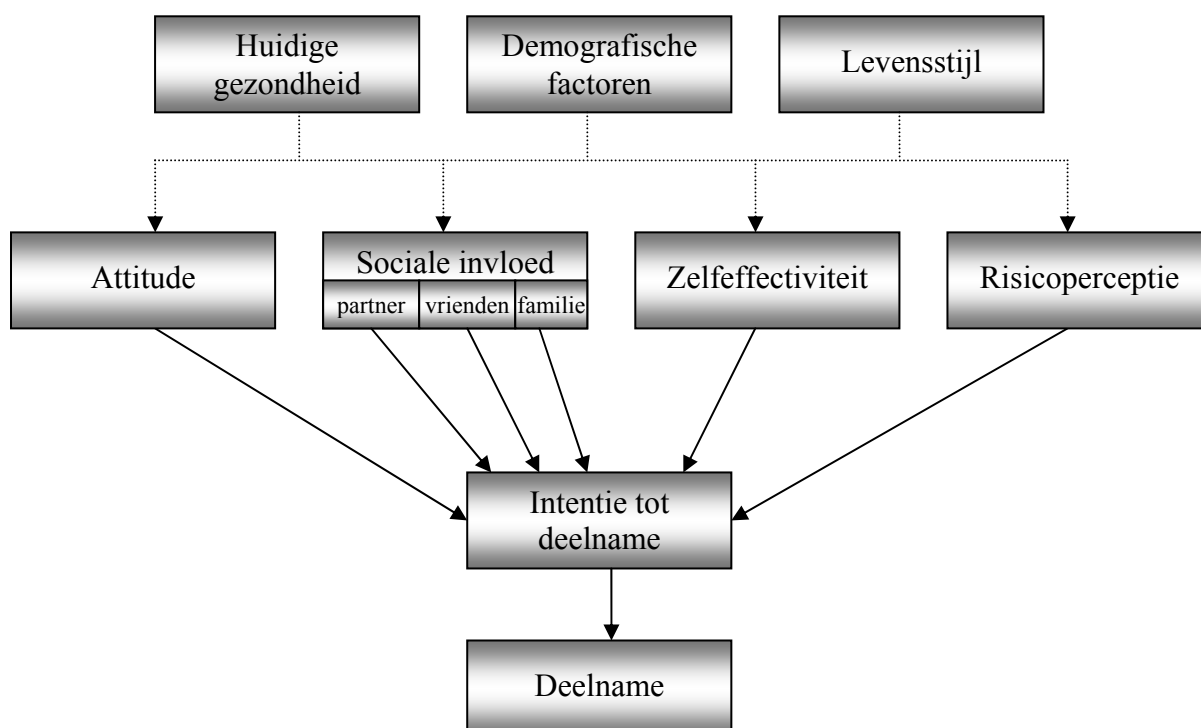 Huidige
gezondheid
Demografische
factoren
Levensstijl
Attitude
Sociale invloed
partner
vrienden
familie
Zelfeffectiviteit
Risicoperceptie
Intentie tot
deelname
Deelname